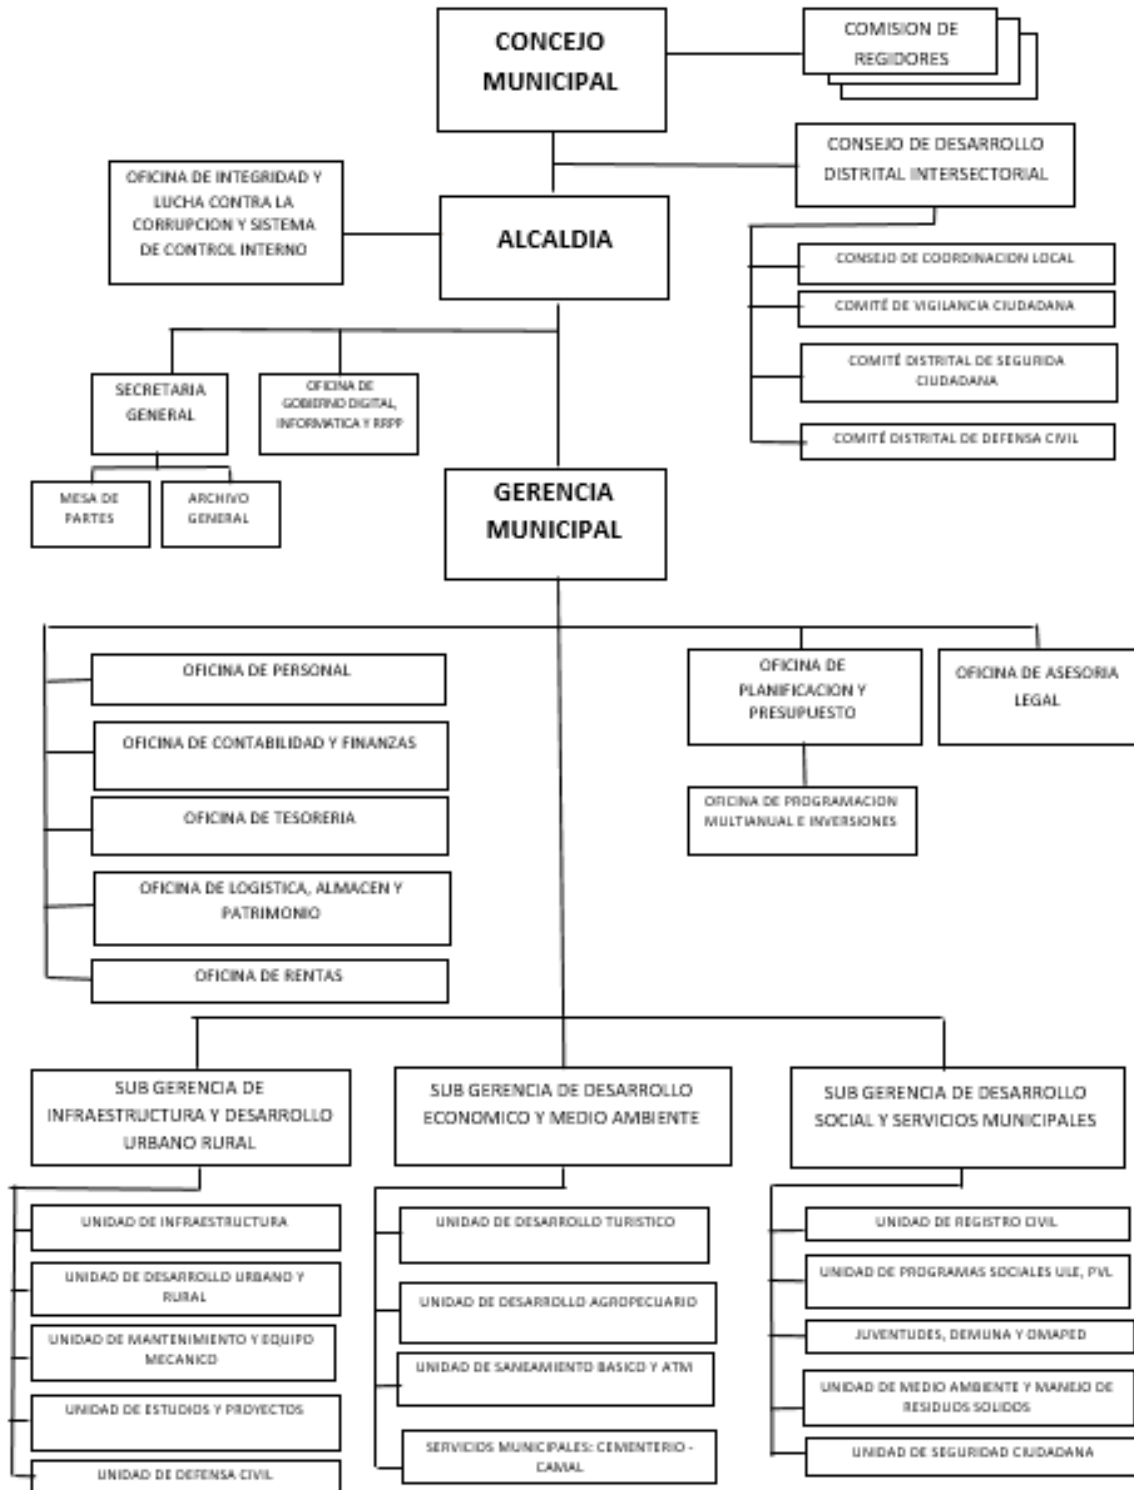 CONCEJO
MUNICIPAL
COMISION DE
REGIDORES
CONSEJO DE DESARROLLO
DISTRITAL INTERSECTORIAL
OFICINA DE INTEGRIDAD Y
LUCHA CONTRA LA
CORRUPCION Y SISTEMA
DE CONTROL INTERNO
ALCALDIA
CONSEJO DE COORDINACION LOCAL
COMITÉ DE VIGILANCIA CIUDADANA
COMITÉ DISTRITAL DE SEGURIDA
CIUDADANA
COMITÉ DISTRITAL DE DEFENSA CIVIL
SECRETARIA
GENERAL
OFICINA DE
GOBIERNO DIGITAL,
INFORMATICA Y RRPP
MESA DE
PARTES
ARCHIVO
GENERAL
GERENCIA
MUNICIPAL
OFICINA DE PERSONAL
OFICINA DE CONTABILIDAD Y FINANZAS
OFICINA DE TESORERIA
OFICINA DE LOGISTICA, ALMACEN Y
PATRIMONIO
OFICINA DE RENTAS
OFICINA DE
PLANIFICACION Y
PRESUPUESTO
OFICINA DE ASESORIA
LEGAL
OFICINA DE PROGRAMACION
MULTIANUAL E INVERSIONES
SUB GERENCIA DE
INFRAESTRUCTURA Y DESARROLLO
URBANO RURAL
UNIDAD DE INFRAESTRUCTURA
UNIDAD DE DESARROLLO URBANO Y
RURAL
UNIDAD DE MANTENIMIENTO Y EQUIPO
MECANICO
UNIDAD DE ESTUDIOS Y PROYECTOS
UNIDAD DE DEFENSA CIVIL
SUB GERENCIA DE DESARROLLO
ECONOMICO Y MEDIO AMBIENTE
UNIDAD DE DESARROLLO TURISTICO
UNIDAD DE DESARROLLO AGROPECUARIO
UNIDAD DE SANEAMIENTO BASICO Y ATM
SERVICIOS MUNICIPALES: CEMENTERIO -
CAMAL
SUB GERENCIA DE DESARROLLO
SOCIAL Y SERVICIOS MUNICIPALES
UNIDAD DE REGISTRO CIVIL
UNIDAD DE PROGRAMAS SOCIALES ULE, PVL
JUVENTUDES, DEMUNA Y OMAPED
UNIDAD DE MEDIO AMBIENTE Y MANEJO DE
RESIDUOS SOLIDOS
UNIDAD DE SEGURIDAD CIUDADANA